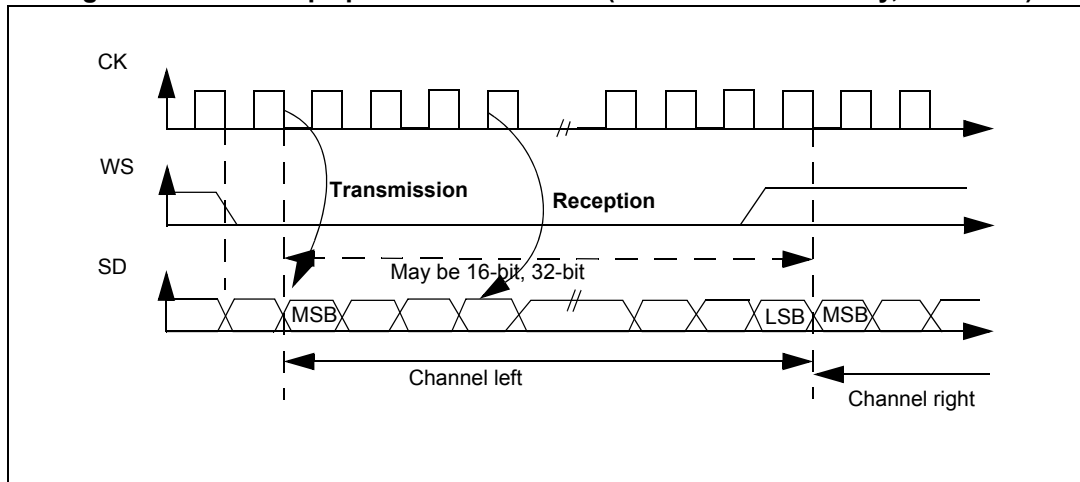 CK
WS
Transmission
Reception
SD
May be 16-bit, 32-bit
MSB
LSB
MSB
Channel left
Channel right